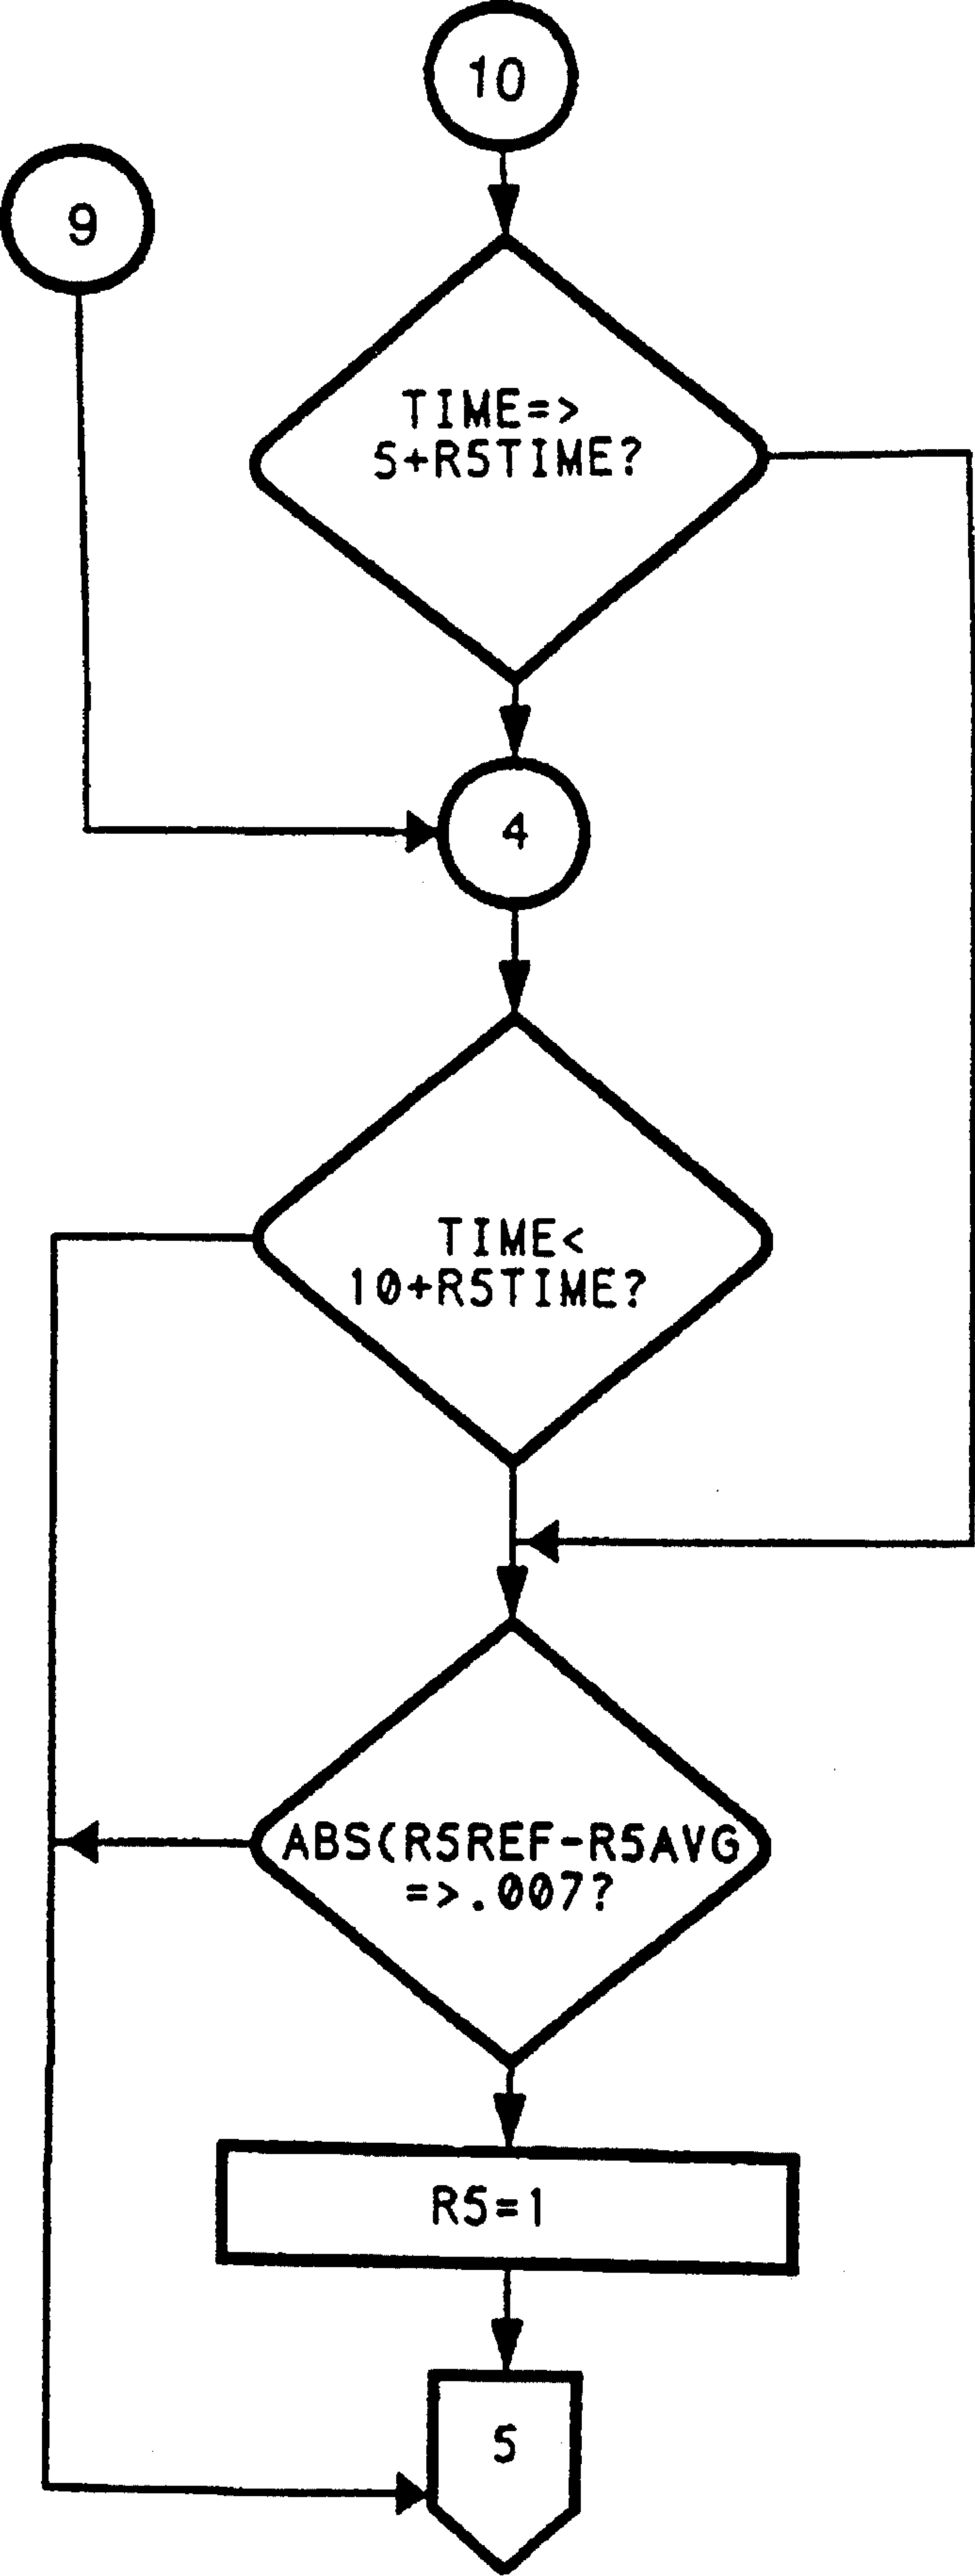 10
9
TIME=>
5+R5TIME?
4
TIME<
10+R5TIME?
ABS(R5REF-R5AVG
=>.007?
R5=1
5